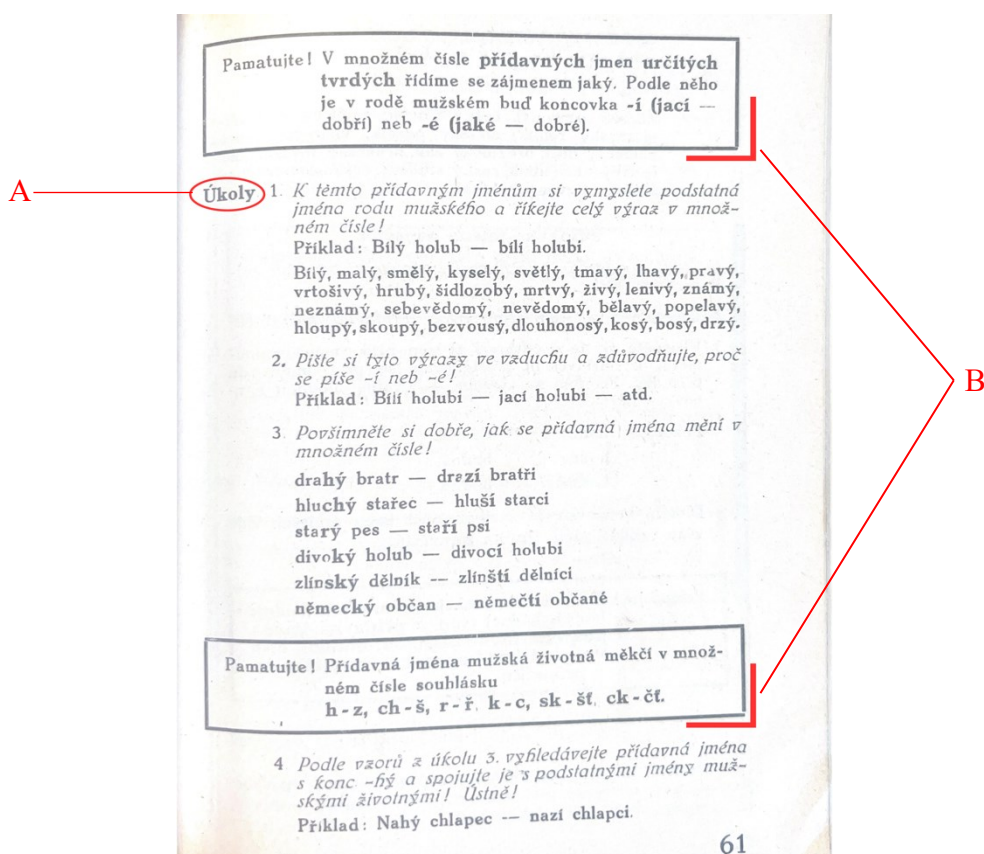 Pamatujte! V množném čísle přídavných jmen určitých
tvrdých řídíme se zájmenem jaký. Podle něho
je v rodě mužském buď koncovka -í (jací —
dobří) neb -é (jaké — dobré).
A
Úkoly 1. K těmto přídavným jménům si vymyslete podstatná
jména rodu mužského a říkejte celý výraz v množ-
ném čísle!
Příklad: Bílý holub — bílí holubi.
Bílý, malý, smělý, kyselý, světlý, tmavý, lhavý, pravý,
vrtošivý, hrubý, šidlozobý, mrtvý, živý, lenivý, známý,
neznámý, sebevědomý, nevědomý, bělavý, popelavý,
hloupý, skoupý, bezvousý, dlouhonosý, kosý, bosý, drzý.
B
2. Pište si tyto výrazy ve vzduchu a zdůvodňujte, proč
se píše -í neb -é!
Příklad: Bílí holubi — jací holubi — atd.
3. Povšimněte si dobře, jak se přídavná jména mění v
množném čísle!
drahý bratr — drazí bratři
hluchý stařec — hluší starci
starý pes — staří psi
divoký holub — divocí holubi
zlínský dělník -- zlínští dělníci
německý občan — němečtí občané
Pamatujte! Přídavná jména mužská životná měkčí v množ-
ném čísle souhlásku
h - z, ch - š, r - ř, k - c, sk - šť, ck - čť.
4 Podle vzorů z úkolu 3. vyhledávejte přídavná jména
s konc -hý a spojujte je s podstatnými jmény muž-
skými životnými! Ústně!
Příklad: Nahý chlapec -- nazí chlapci.
61